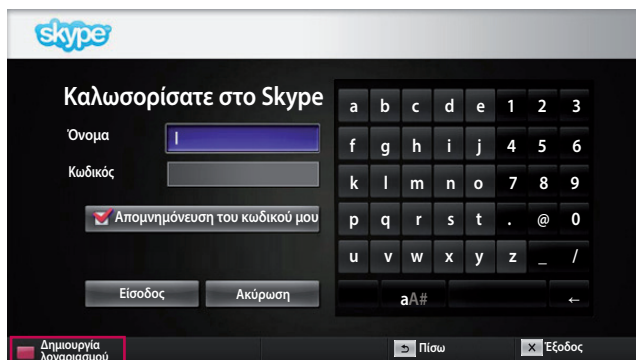 skype
Καλωσορίσατε στο Skype
Όνομα
Κωδικός
Απομνημόνευση του κωδικού μου
Είσοδος Ακύρωση
a b c d e 1 2 3
f g h i j 4 5 6
k l m n o 7 8 9
p q r s t . @ 0
u v w x y z _ /
aA# ←
Δημιουργία
λογαριασμού
Πίσω
Έξοδος